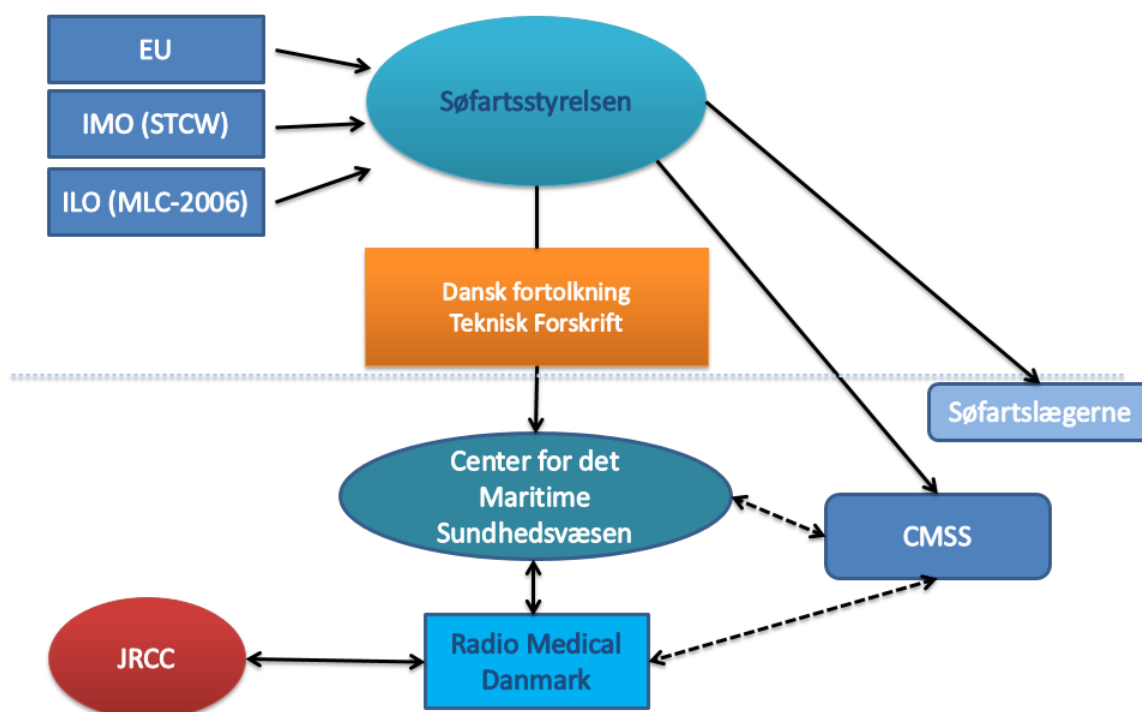 EU
IMO (STCW)
ILO (MLC-2006)
Søfartsstyrelsen
Dansk fortolkning
Teknisk Forskrift
Søfartslægerne
Center for det
Maritime
Sundhedsvæsen
CMSS
JRCC
Radio Medical
Danmark